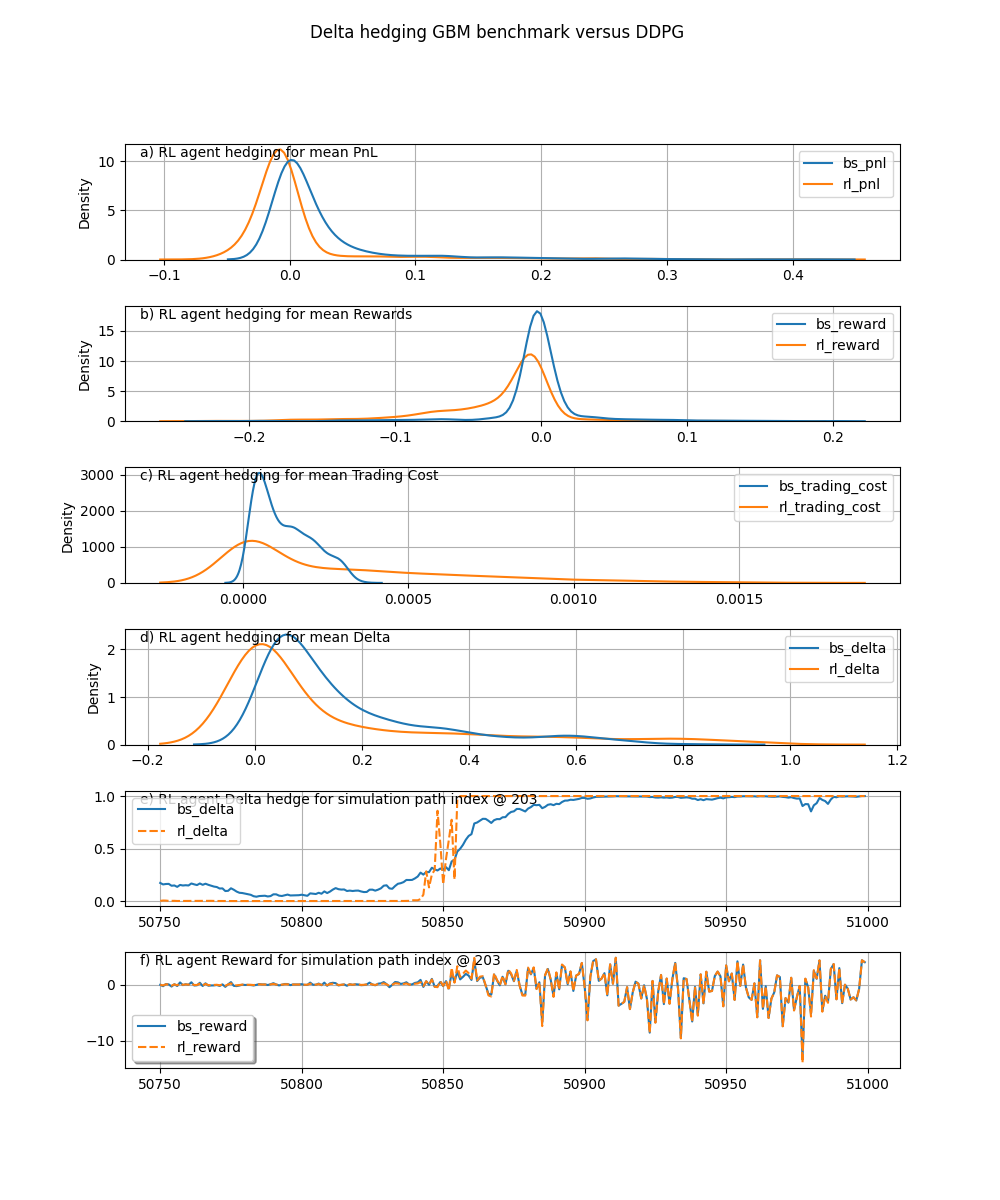 Delta hedging GBM benchmark versus DDPG
a) RL agent hedging for mean PnL
bs_pnl
rl_pnl
Density
10
5
0
−0.1 0.0 0.1 0.2 0.3 0.4
b) RL agent hedging for mean Rewards
bs_reward
rl_reward
Density
15
10
5
0
−0.2 −0.1 0.0 0.1 0.2
c) RL agent hedging for mean Trading Cost
bs_trading_cost
rl_trading_cost
Density
3000
2000
1000
0
0.0000 0.0005 0.0010 0.0015
d) RL agent hedging for mean Delta
bs_delta
rl_delta
Density
2
1
0
−0.2 0.0 0.2 0.4 0.6 0.8 1.0 1.2
e) RL agent Delta hedge for simulation path index @ 203
bs_delta
rl_delta
1.0
0.5
0.0
50750 50800 50850 50900 50950 51000
f) RL agent Reward for simulation path index @ 203
bs_reward
rl_reward
0
−10
50750 50800 50850 50900 50950 51000